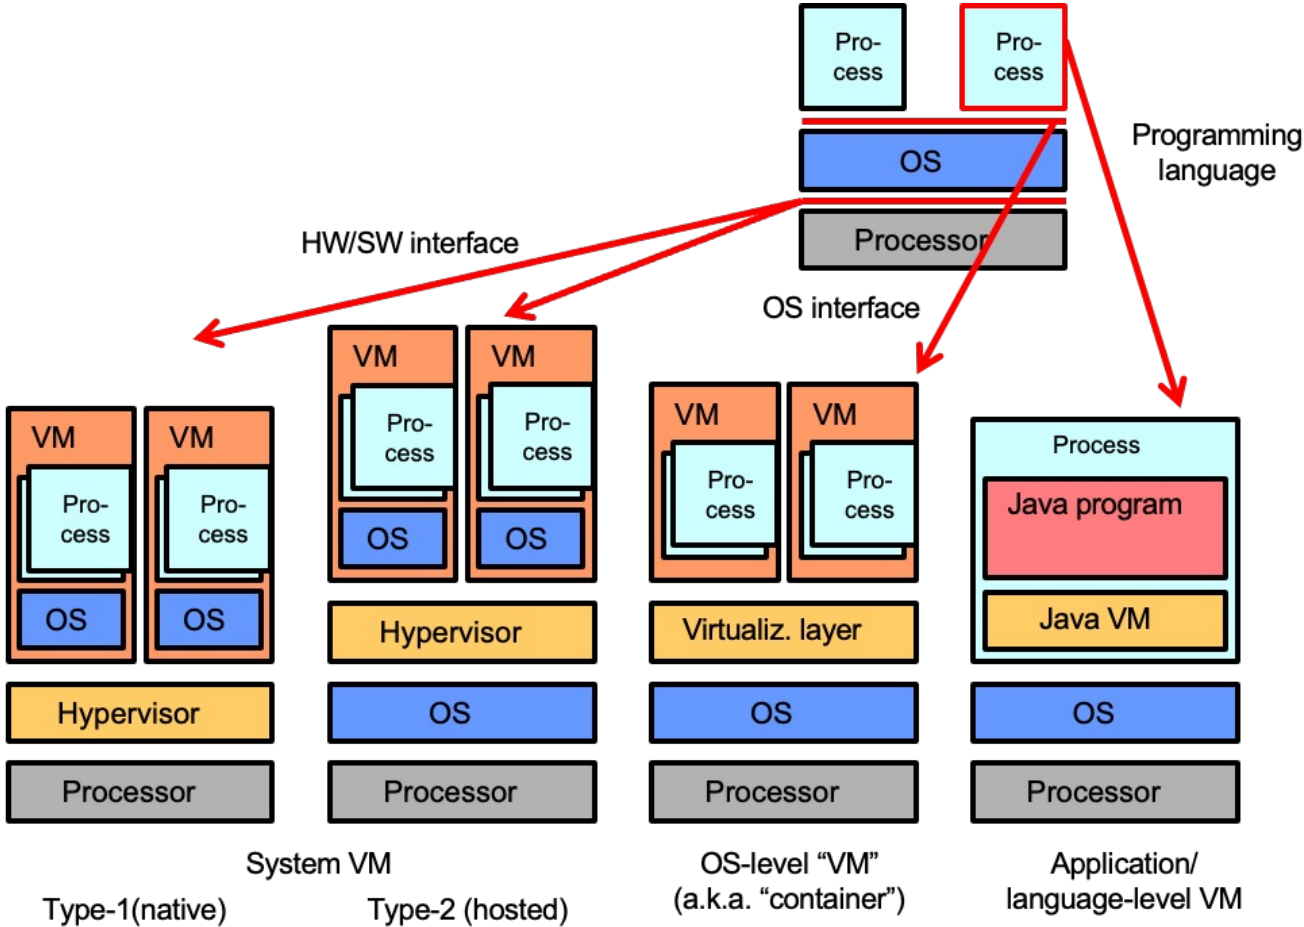 Pro-
cess
Pro-
cess
Programming
language
OS
Processor
HW/SW interface
OS interface
VM
Pro-
cess
OS
VM
Pro-
cess
OS
Hypervisor
Processor
VM
Pro-
cess
OS
VM
Pro-
cess
OS
Hypervisor
OS
Processor
VM
Pro-
cess
VM
Pro-
cess
Virtualiz. layer
OS
Processor
Process
Java program
Java VM
OS
Processor
System VM
Type-1(native)
Type-2 (hosted)
OS-level “VM”
(a.k.a. “container”)
Application/
language-level VM